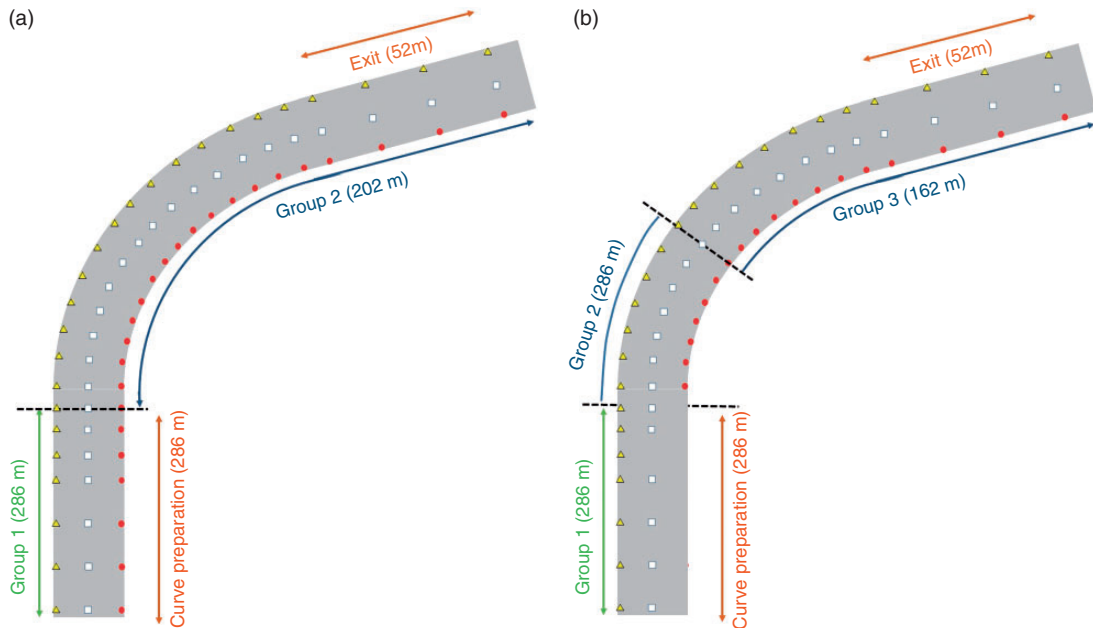 (a)
Exit (52m)
Group 2 (202 m)
Group 1 (286 m)
Curve preparation (286 m)
(b)
Exit (52m)
Group 3 (162 m)
Group 2 (286 m)
Group 1 (286 m)
Curve preparation (286 m)